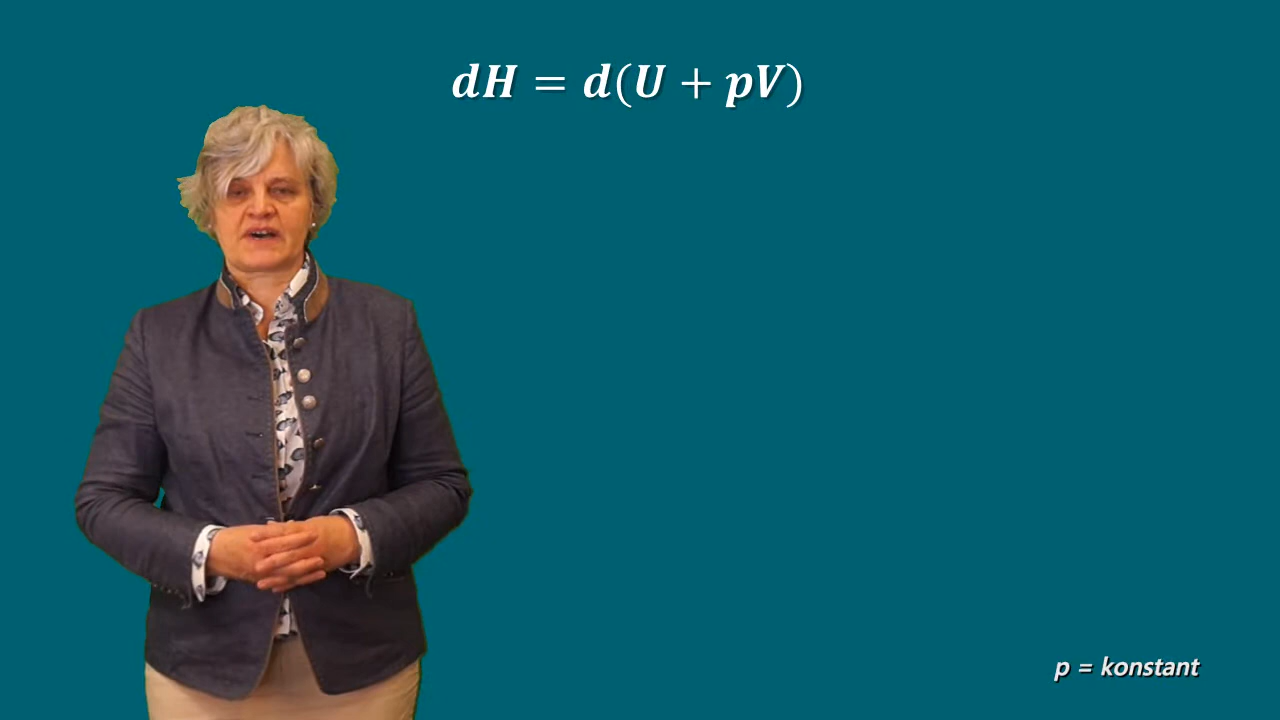 dH = d(U + pV)
p = konstant